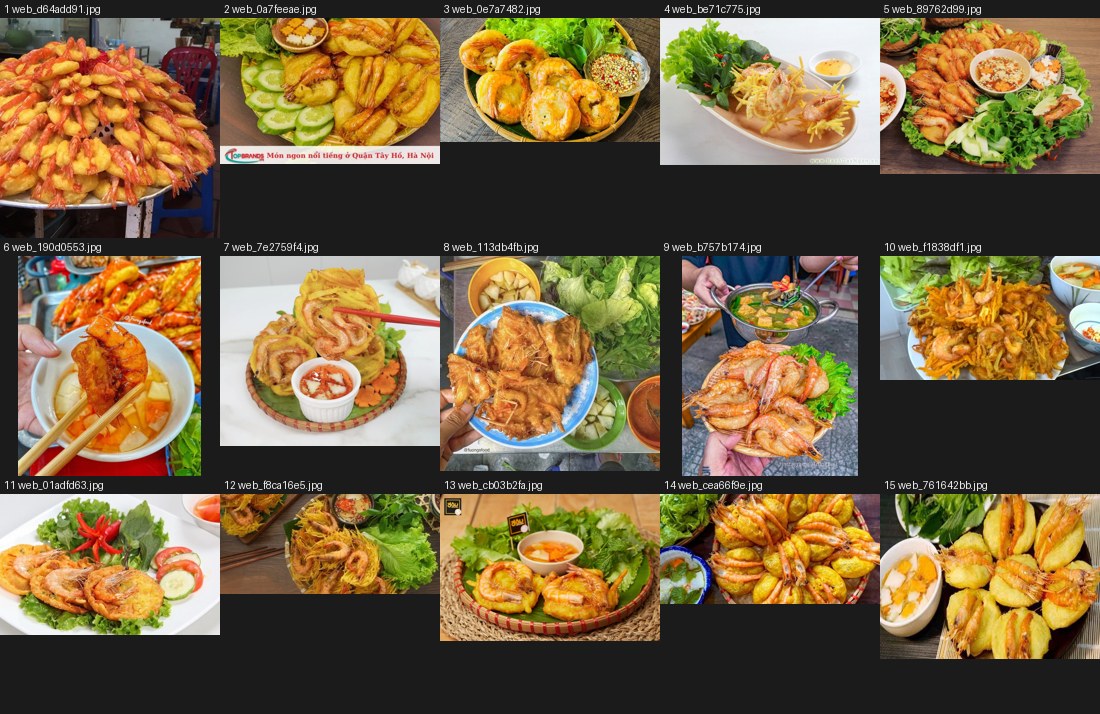 1 web_d64add91.jpg
2 web_0a7feeae.jpg
3 web_0e7a7482.jpg
4 web_be71c775.jpg
5 web_89762d99.jpg
TOPBRANDS Món ngon nổi tiếng ở Quận Tây Hồ, Hà Nội
6 web_190d0553.jpg
7 web_7e2759f4.jpg
8 web_113db4fb.jpg
9 web_b757b174.jpg
10 web_f1838df1.jpg
11 web_01adfd63.jpg
12 web_f8ca16e5.jpg
13 web_cb03b2fa.jpg
14 web_cea66f9e.jpg
15 web_761642bb.jpg